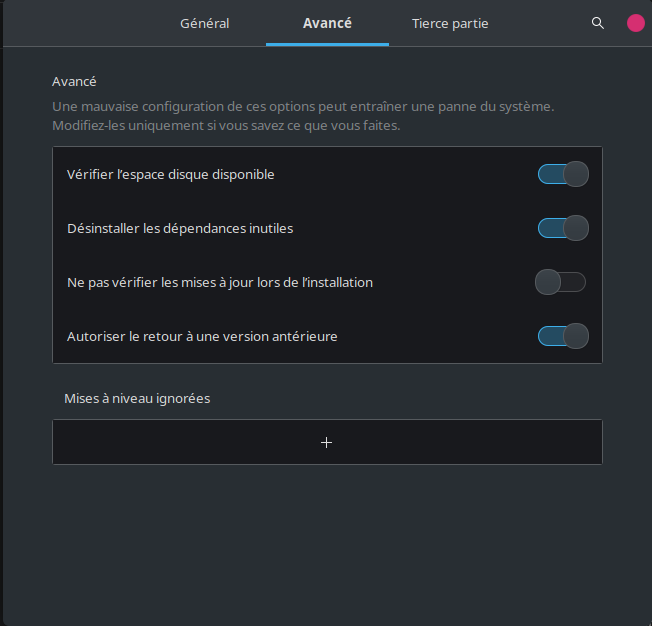 Général
Avancé
Tierce partie
Avancé
Une mauvaise configuration de ces options peut entraîner une panne du système.
Modifiez-les uniquement si vous savez ce que vous faites.
Vérifier l’espace disque disponible
Désinstaller les dépendances inutiles
Ne pas vérifier les mises à jour lors de l’installation
Autoriser le retour à une version antérieure
Mises à niveau ignorées